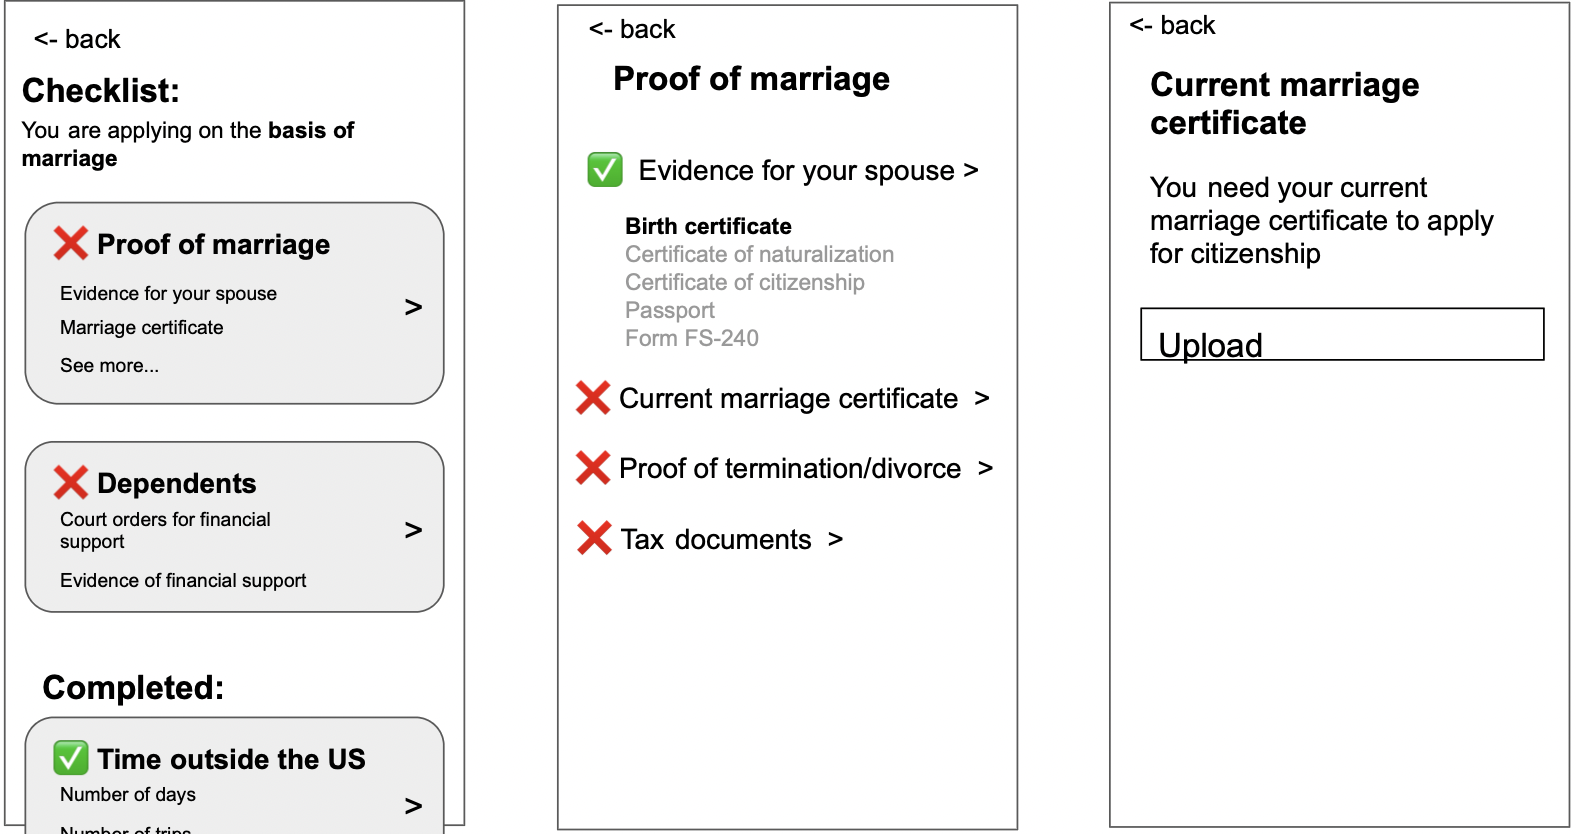 <- back
Checklist:
You are applying on the basis of
marriage
Proof of marriage
Evidence for your spouse
Marriage certificate
See more...
>
Dependents
Court orders for financial
support
Evidence of financial support
>
Completed:
Time outside the US
Number of days
Number of trips
>
<- back
Proof of marriage
Evidence for your spouse >
Birth certificate
Certificate of naturalization
Certificate of citizenship
Passport
Form FS-240
Current marriage certificate >
Proof of termination/divorce >
Tax documents >
<- back
Current marriage
certificate
You need your current
marriage certificate to apply
for citizenship
Upload